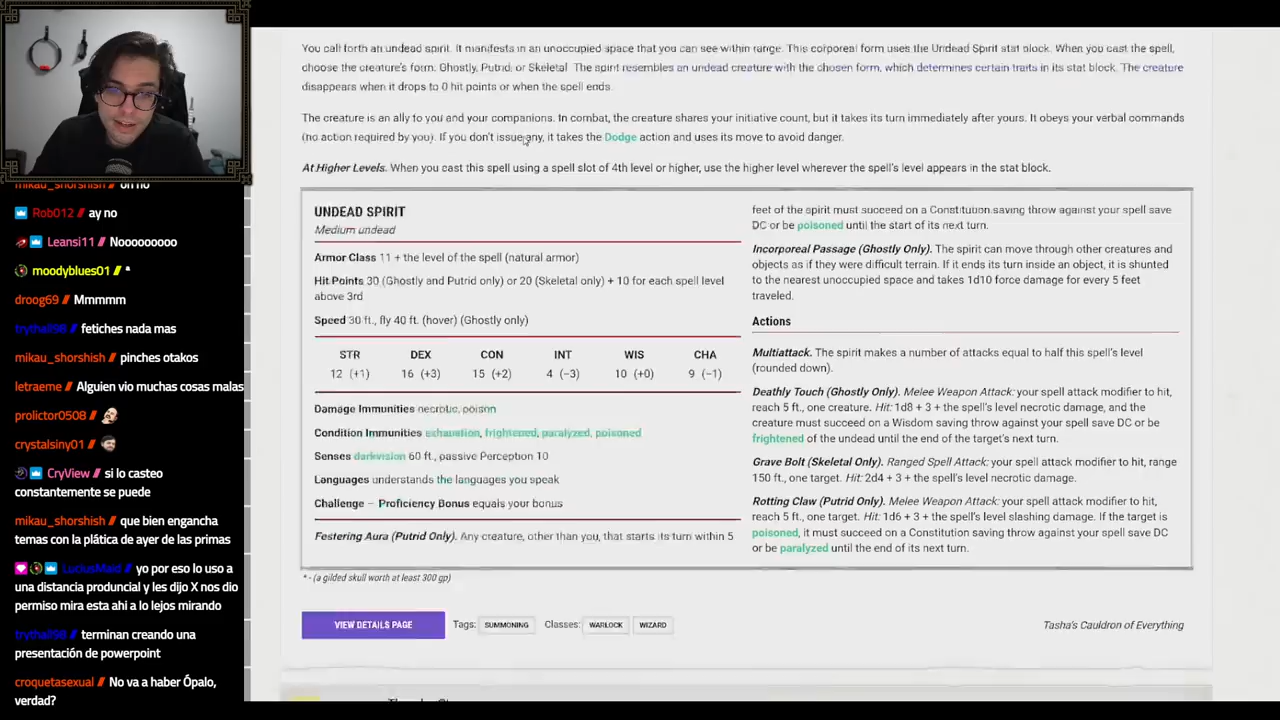 mikau_shorshish // oh no
Rob012 // ay no
Leansi11 // Nooooooooo
moodyblues01 // *
droog69 // Mmmmm
trythall98 // fetiches nada mas
mikau_shorshish // pinches otakos
letraeme // Alguien vio muchas cosas malas
prolictor0508 //
crystalsiny01 //
CryView // si lo casteo
constantemente se puede
mikau_shorshish // que bien engancha
temas con la plática de ayer de las primas
LuciusMaid // yo por eso lo uso a
una distancia produncial y les dijo X nos dio
permiso mira esta ahi a lo lejos mirando
trythall98 // terminan creando una
presentación de powerpoint
croquetasexual // No va a haber Ópalo,
verdad?
You call forth an undead spirit. It manifests in an unoccupied space that you can see within range. This corporeal form uses the Undead Spirit stat block. When you cast the spell,
choose the creature's form: Ghostly, Putrid, or Skeletal. The spirit resembles an undead creature with the chosen form, which determines certain traits in its stat block. The creature
disappears when it drops to 0 hit points or when the spell ends.
The creature is an ally to you and your companions. In combat, the creature shares your initiative count, but it takes its turn immediately after yours. It obeys your verbal commands
(no action required by you). If you don't issue any, it takes the Dodge action and uses its move to avoid danger.
At Higher Levels. When you cast this spell using a spell slot of 4th level or higher, use the higher level wherever the spell's level appears in the stat block.
UNDEAD SPIRIT
Medium undead
Armor Class 11 + the level of the spell (natural armor)
Hit Points 30 (Ghostly and Putrid only) or 20 (Skeletal only) + 10 for each spell level
above 3rd
Speed 30 ft., fly 40 ft. (hover) (Ghostly only)
STR DEX CON INT WIS CHA
12 (+1) 16 (+3) 15 (+2) 4 (−3) 10 (+0) 9 (−1)
Damage Immunities necrotic, poison
Condition Immunities exhaustion, frightened, paralyzed, poisoned
Senses darkvision 60 ft., passive Perception 10
Languages understands the languages you speak
Challenge – Proficiency Bonus equals your bonus
Festering Aura (Putrid Only). Any creature, other than you, that starts its turn within 5
feet of the spirit must succeed on a Constitution saving throw against your spell save
DC or be poisoned until the start of its next turn.
Incorporeal Passage (Ghostly Only). The spirit can move through other creatures and
objects as if they were difficult terrain. If it ends its turn inside an object, it is shunted
to the nearest unoccupied space and takes 1d10 force damage for every 5 feet
traveled.
Actions
Multiattack. The spirit makes a number of attacks equal to half this spell's level
(rounded down).
Deathly Touch (Ghostly Only). Melee Weapon Attack: your spell attack modifier to hit,
reach 5 ft., one creature. Hit: 1d8 + 3 + the spell's level necrotic damage, and the
creature must succeed on a Wisdom saving throw against your spell save DC or be
frightened of the undead until the end of the target's next turn.
Grave Bolt (Skeletal Only). Ranged Spell Attack: your spell attack modifier to hit, range
150 ft., one target. Hit: 2d4 + 3 + the spell's level necrotic damage.
Rotting Claw (Putrid Only). Melee Weapon Attack: your spell attack modifier to hit,
reach 5 ft., one target. Hit: 1d6 + 3 + the spell's level slashing damage. If the target is
poisoned, it must succeed on a Constitution saving throw against your spell save DC
or be paralyzed until the end of its next turn.
* - (a gilded skull worth at least 300 gp)
VIEW DETAILS PAGE
Tags: SUMMONING Classes: WARLOCK WIZARD
Tasha's Cauldron of Everything